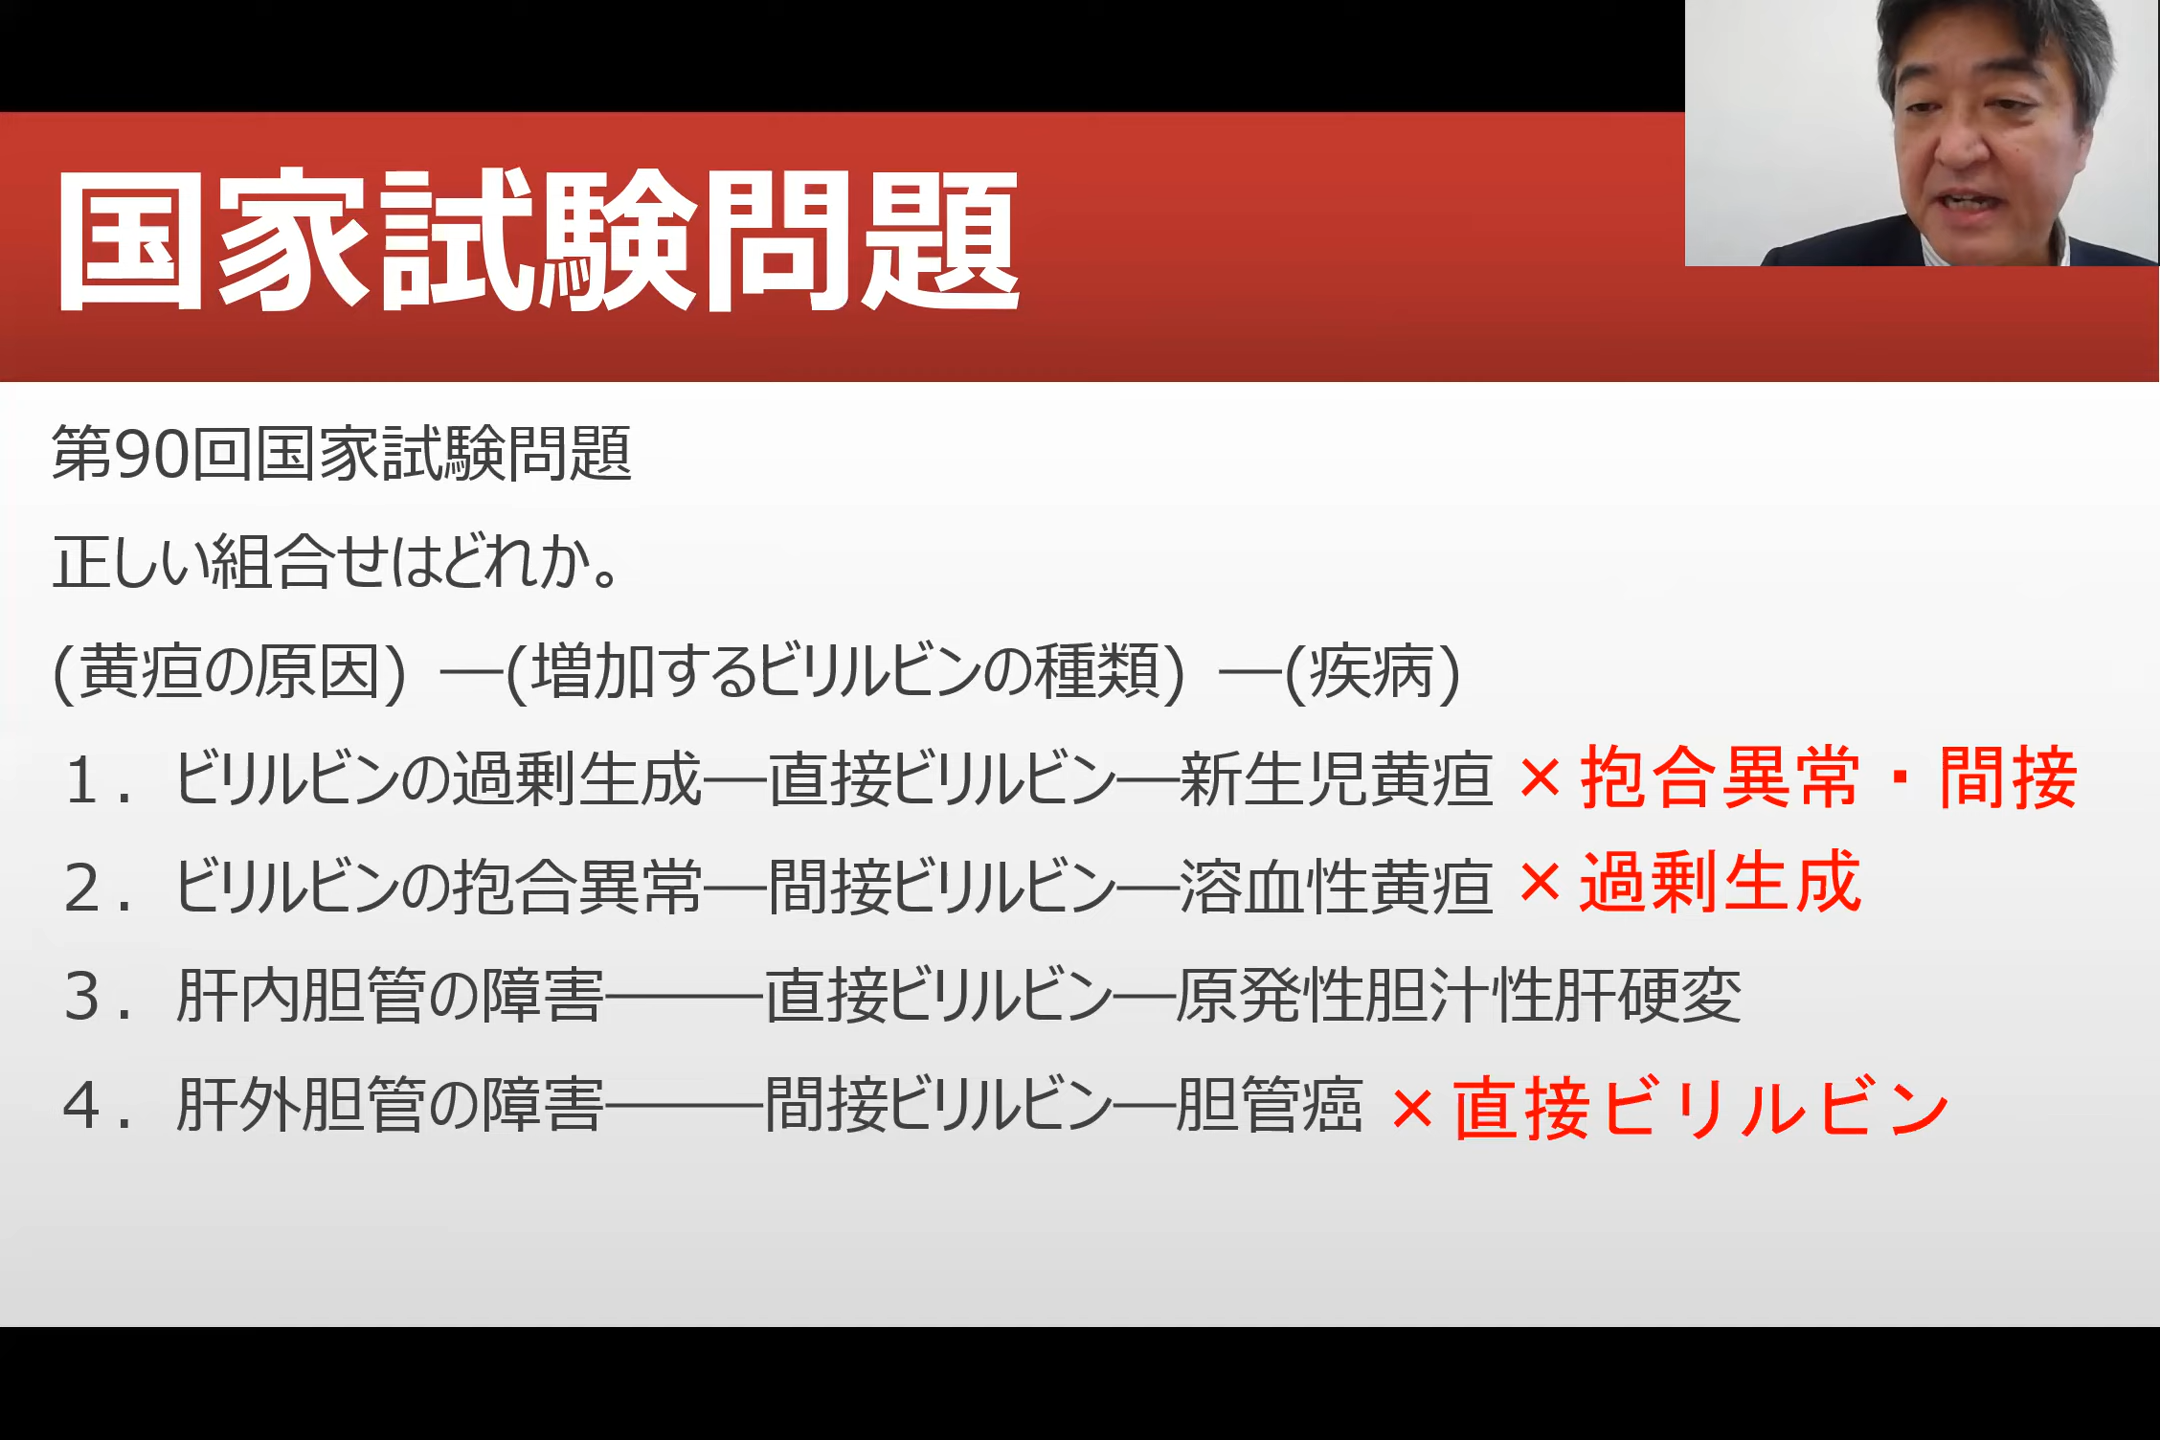 国家試験問題
第90回国家試験問題
正しい組合せはどれか。
(黄疸の原因) ―(増加するビリルビンの種類) ―(疾病)
１．ビリルビンの過剰生成―直接ビリルビン―新生児黄疸 ×抱合異常・間接
２．ビリルビンの抱合異常―間接ビリルビン―溶血性黄疸 ×過剰生成
３．肝内胆管の障害―――直接ビリルビン―原発性胆汁性肝硬変
４．肝外胆管の障害―――間接ビリルビン―胆管癌 ×直接ビリルビン